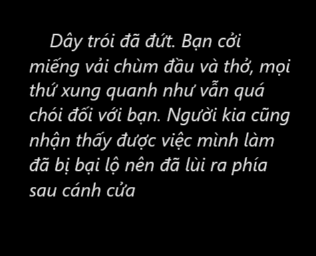 Dây trói đã đứt. Bạn cởi
miếng vải chùm đầu và thở, mọi
thứ xung quanh như vẫn quá
chói đối với bạn. Người kia cũng
nhận thấy được việc mình làm
đã bị bại lộ nên đã lùi ra phía
sau cánh cửa